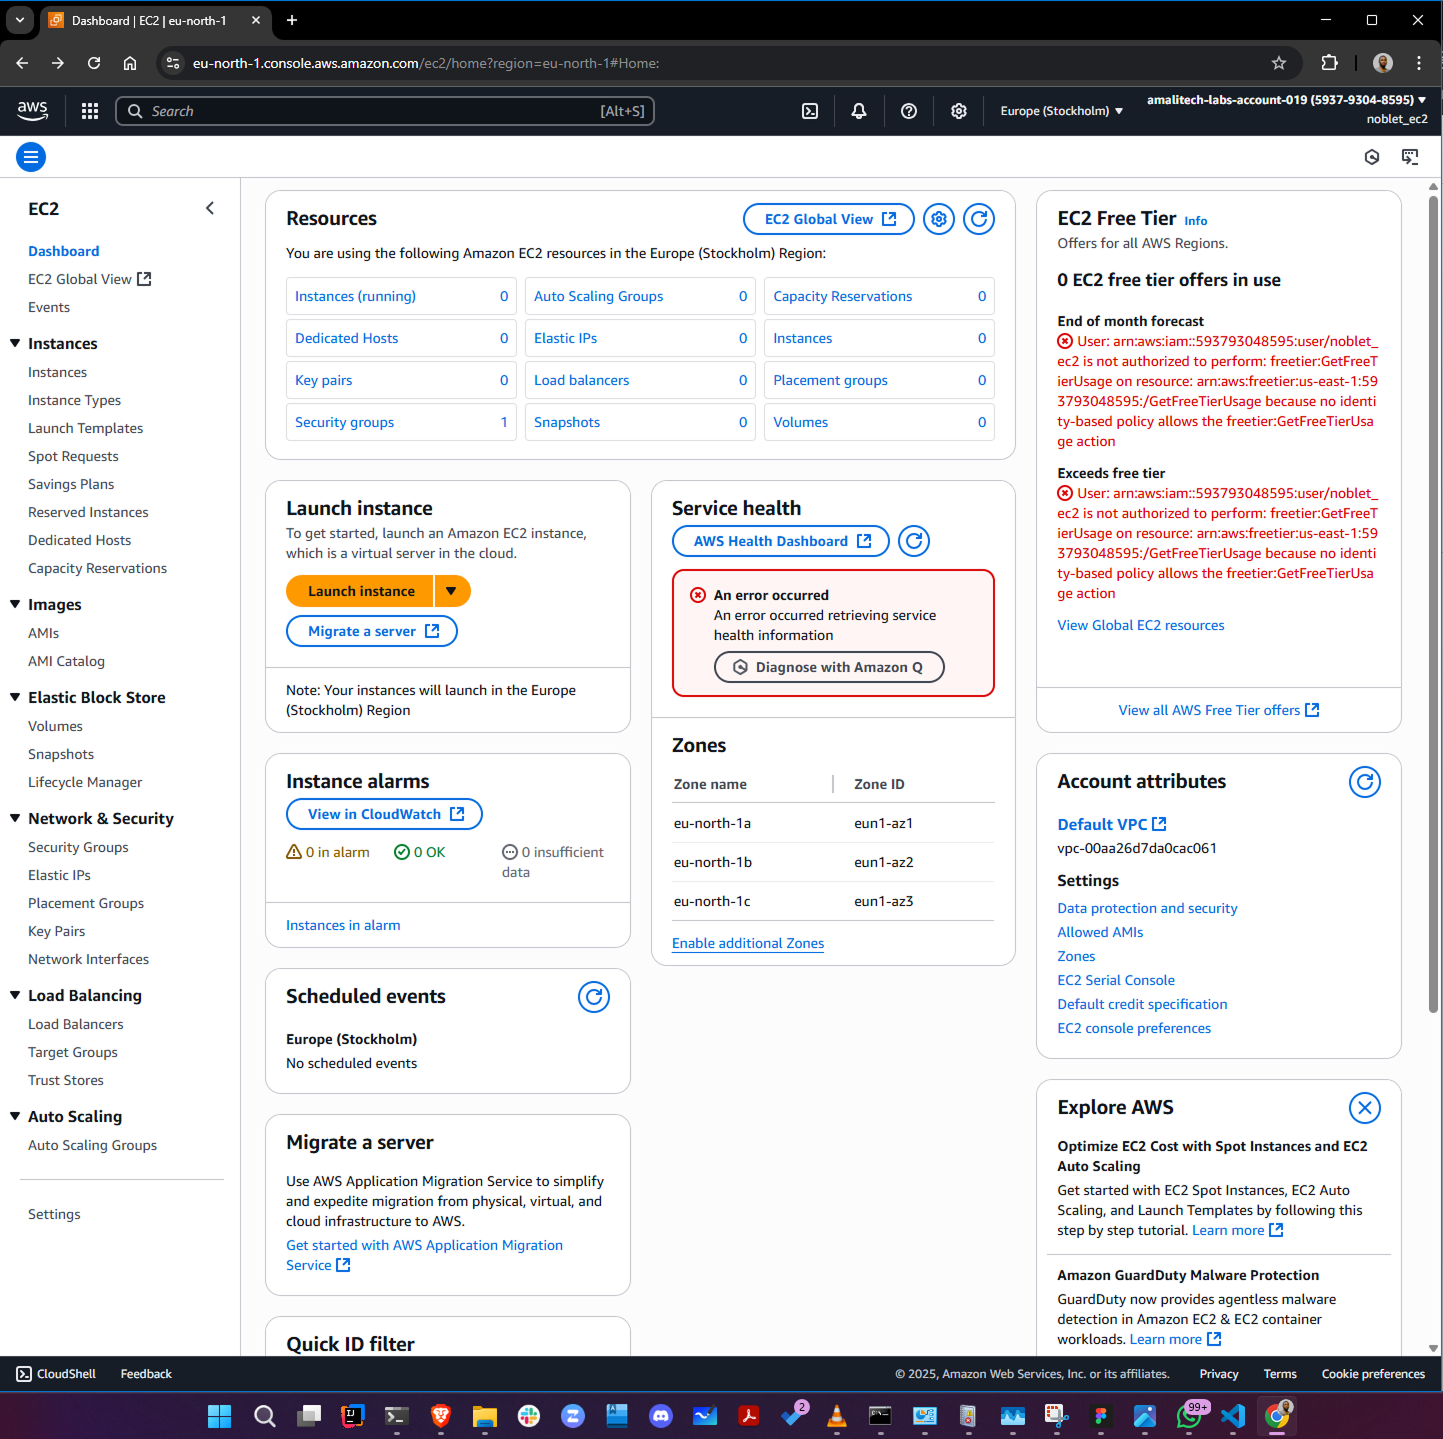 Dashboard | EC2 | eu-north-1
eu-north-1.console.aws.amazon.com/ec2/home?region=eu-north-1#Home:
aws
Search
[Alt+S]
Europe (Stockholm)
amalitech-labs-account-019 (5937-9304-8595)
noblet_ec2
EC2
Dashboard
EC2 Global View
Events
Instances
Instances
Instance Types
Launch Templates
Spot Requests
Savings Plans
Reserved Instances
Dedicated Hosts
Capacity Reservations
Images
AMIs
AMI Catalog
Elastic Block Store
Volumes
Snapshots
Lifecycle Manager
Network & Security
Security Groups
Elastic IPs
Placement Groups
Key Pairs
Network Interfaces
Load Balancing
Load Balancers
Target Groups
Trust Stores
Auto Scaling
Auto Scaling Groups
Settings
Resources
EC2 Global View
You are using the following Amazon EC2 resources in the Europe (Stockholm) Region:
Instances (running) 0
Auto Scaling Groups 0
Capacity Reservations 0
Dedicated Hosts 0
Elastic IPs 0
Instances 0
Key pairs 0
Load balancers 0
Placement groups 0
Security groups 1
Snapshots 0
Volumes 0
Launch instance
To get started, launch an Amazon EC2 instance,
which is a virtual server in the cloud.
Launch instance
Migrate a server
Note: Your instances will launch in the Europe
(Stockholm) Region
Instance alarms
View in CloudWatch
0 in alarm
0 OK
0 insufficient
data
Instances in alarm
Scheduled events
Europe (Stockholm)
No scheduled events
Migrate a server
Use AWS Application Migration Service to simplify
and expedite migration from physical, virtual, and
cloud infrastructure to AWS.
Get started with AWS Application Migration
Service
Quick ID filter
Service health
AWS Health Dashboard
An error occurred
An error occurred retrieving service
health information
Diagnose with Amazon Q
Zones
Zone name Zone ID
eu-north-1a eun1-az1
eu-north-1b eun1-az2
eu-north-1c eun1-az3
Enable additional Zones
EC2 Free Tier Info
Offers for all AWS Regions.
0 EC2 free tier offers in use
End of month forecast
User: arn:aws:iam::593793048595:user/noblet_
ec2 is not authorized to perform: freetier:GetFreeT
ierUsage on resource: arn:aws:freetier:us-east-1:59
3793048595:/GetFreeTierUsage because no identi
ty-based policy allows the freetier:GetFreeTierUsa
ge action
Exceeds free tier
User: arn:aws:iam::593793048595:user/noblet_
ec2 is not authorized to perform: freetier:GetFreeT
ierUsage on resource: arn:aws:freetier:us-east-1:59
3793048595:/GetFreeTierUsage because no identi
ty-based policy allows the freetier:GetFreeTierUsa
ge action
View Global EC2 resources
View all AWS Free Tier offers
Account attributes
Default VPC
vpc-00aa26d7da0cac061
Settings
Data protection and security
Allowed AMIs
Zones
EC2 Serial Console
Default credit specification
EC2 console preferences
Explore AWS
Optimize EC2 Cost with Spot Instances and EC2
Auto Scaling
Get started with EC2 Spot Instances, EC2 Auto
Scaling, and Launch Templates by following this
step by step tutorial. Learn more
Amazon GuardDuty Malware Protection
GuardDuty now provides agentless malware
detection in Amazon EC2 & EC2 container
workloads. Learn more
CloudShell
Feedback
© 2025, Amazon Web Services, Inc. or its affiliates.
Privacy
Terms
Cookie preferences
2
99+